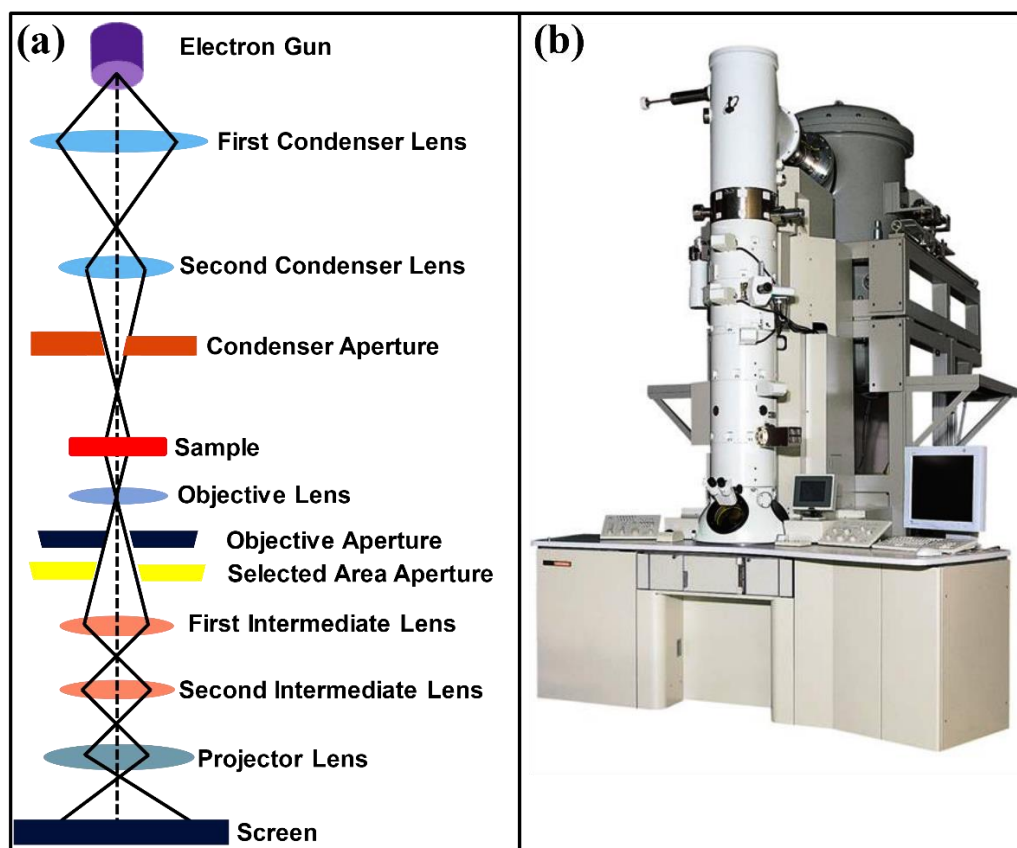 (a)
Electron Gun
First Condenser Lens
Second Condenser Lens
Condenser Aperture
Sample
Objective Lens
Objective Aperture
Selected Area Aperture
First Intermediate Lens
Second Intermediate Lens
Projector Lens
Screen
(b)